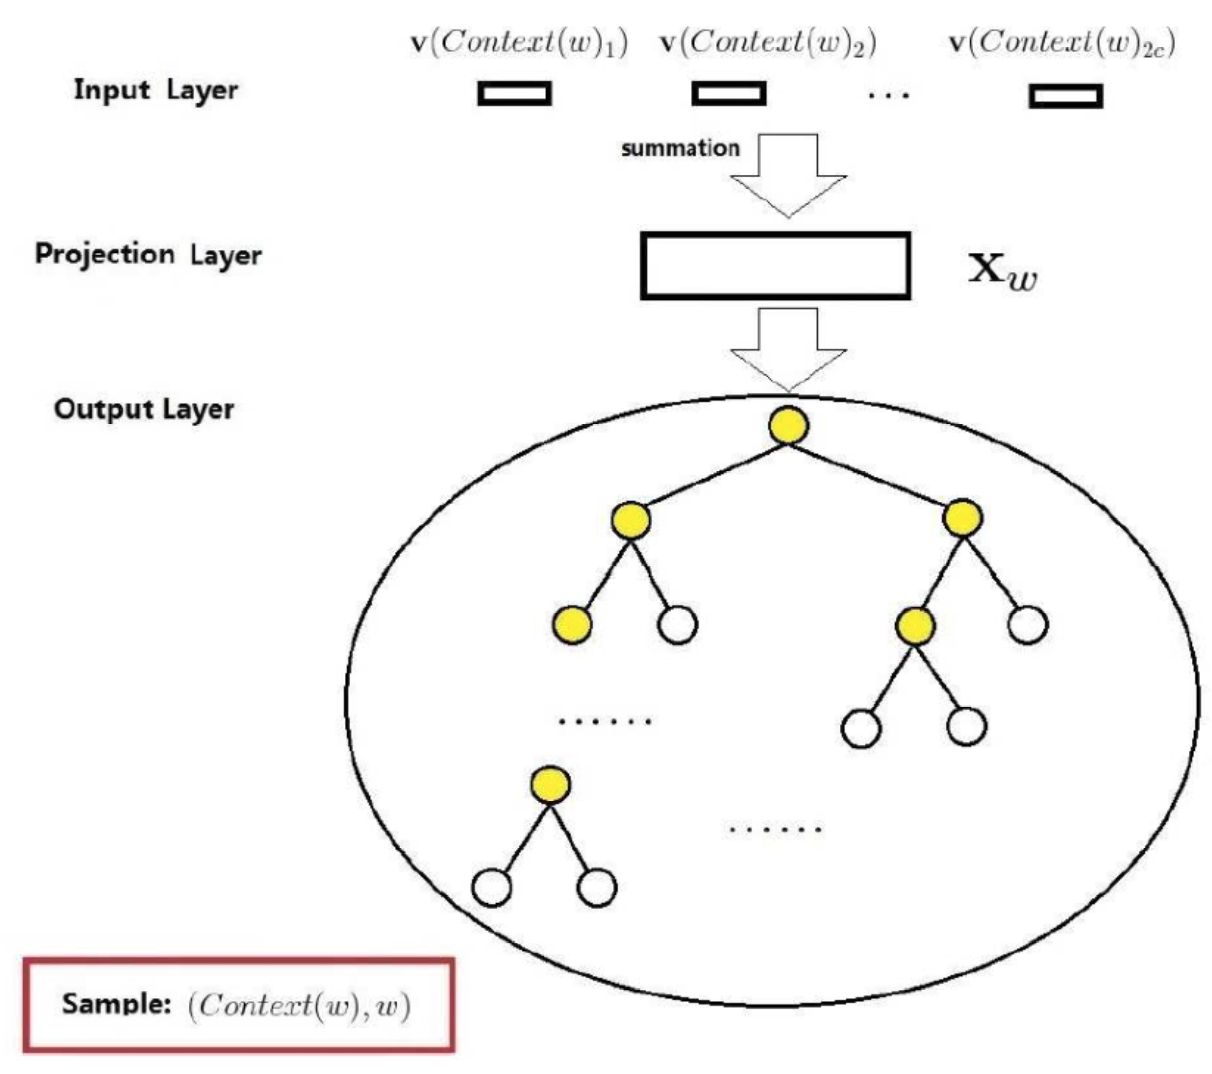 v(Context(w)₁) v(Context(w)₂) v(Context(w)₂c)
Input Layer ...
summation
Projection Layer x_w
Output Layer
......
......
Sample: (Context(w), w)